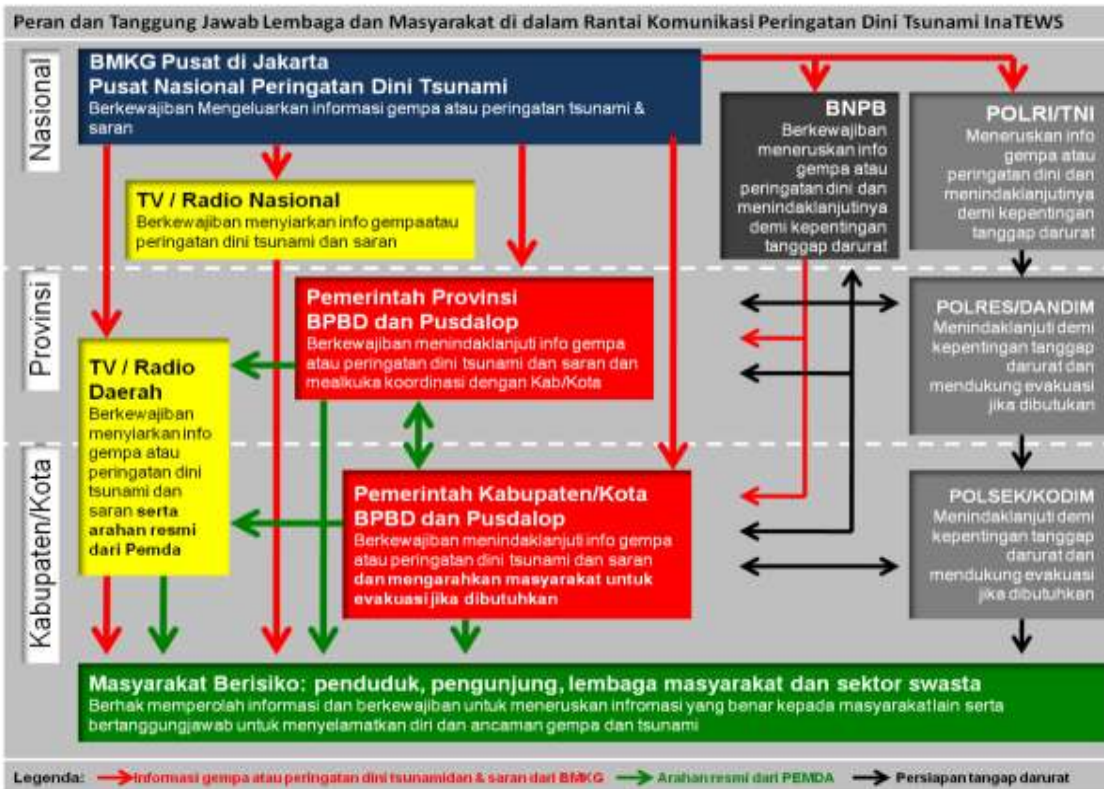 Peran dan Tanggung Jawab Lembaga dan Masyarakat di dalam Rantai Komunikasi Peringatan Dini Tsunami InaTEWS
Nasional
BMKG Pusat di Jakarta
Pusat Nasional Peringatan Dini Tsunami
Berkewajiban Mengeluarkan informasi gempa atau peringatan tsunami &
saran
BNPB
Berkewajiban
meneruskan info
gempa atau
peringatan dini dan
menindaklanjutinya
demi kepentingan
tanggap darurat
POLRI/TNI
Meneruskan info
gempa atau
peringatan dini dan
menindaklanjutinya
demi kepentingan
tanggap darurat
TV / Radio Nasional
Berkewajiban menyiarkan info gempaatau
peringatan dini tsunami dan saran
Provinsi
Pemerintah Provinsi
BPBD dan Pusdalop
Berkewajiban menindaklanjuti info gempa
atau peringatan dini tsunami dan saran dan
mealkuka koordinasi dengan Kab/Kota
POLRES/DANDIM
Menindaklanjuti demi
kepentingan tanggap
darurat dan
mendukung evakuasi
jika dibutukan
TV / Radio
Daerah
Berkewajiban
menyiarkan info
gempa atau
peringatan dini
tsunami dan
saran serta
arahan resmi
dari Pemda
Kabupaten/Kota
Pemerintah Kabupaten/Kota
BPBD dan Pusdalop
Berkewajiban menindaklanjuti info gempa
atau peringatan dini tsunami dan saran
dan mengarahkan masyarakat untuk
evakuasi jika dibutuhkan
POLSEK/KODIM
Menindaklanjuti demi
kepentingan tanggap
darurat dan
mendukung evakuasi
jika dibutuhkan
Masyarakat Berisiko: penduduk, pengunjung, lembaga masyarakat dan sektor swasta
Berhak memperolah informasi dan berkewajiban untuk meneruskan infromasi yang benar kepada masyarakat lain serta
bertanggungjawab untuk menyelamatkan diri dan ancaman gempa dan tsunami
Legenda: Informasi gempa atau peringatan dini tsunamidan & saran dari BMKG Arahan resmi dari PEMDA Persiapan tangap darurat